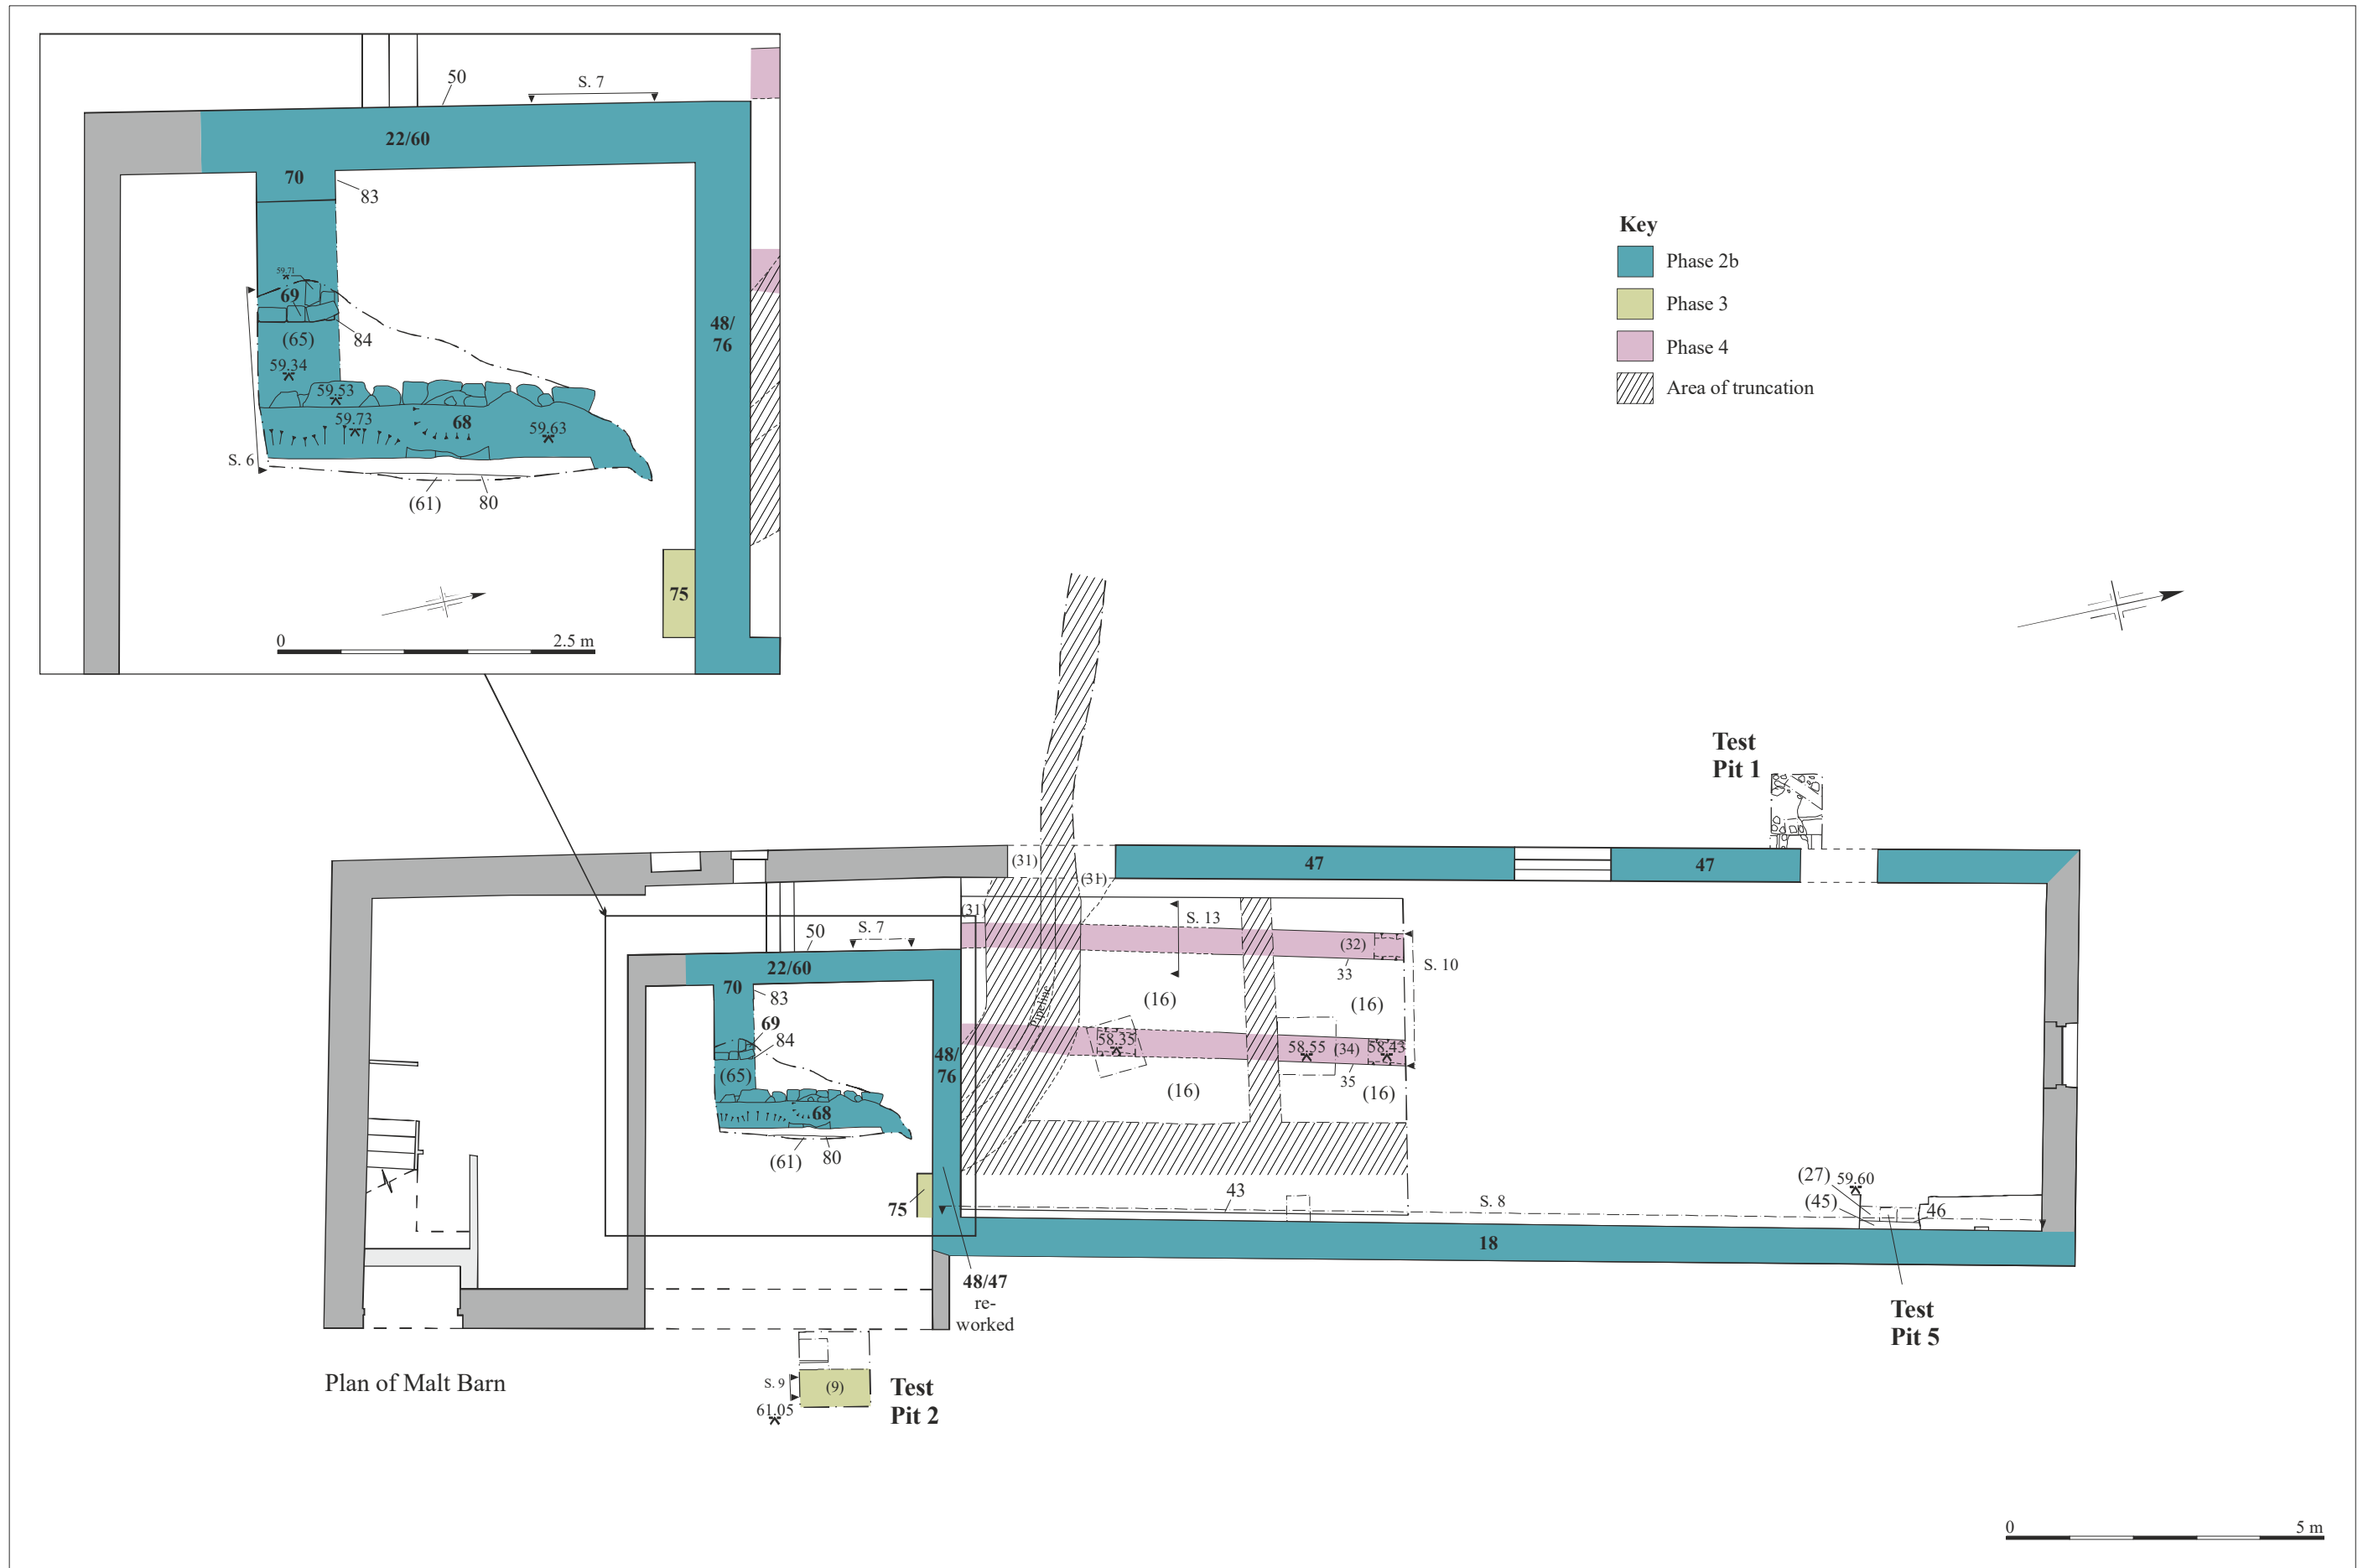 50
S. 7
22/60
70
83
59.71
69
(65)
84
59.34
59.53
59.73
68
59.63
S. 6
(61)
80
48/
76
75
0
2.5 m
Key
Phase 2b
Phase 3
Phase 4
Area of truncation
Test
Pit 1
(31)
(31)
(31)
47
47
50
S. 7
22/60
70
83
69
84
(65)
68
(61)
80
48/
76
75
Pipeline
S. 13
(32)
33
S. 10
(16)
(16)
58.35
58.55
(34)
58.43
35
(16)
(16)
43
S. 8
(27)
59.60
(45)
46
18
48/47
re-
worked
Test
Pit 5
Plan of Malt Barn
S. 9
(9)
61.05
Test
Pit 2
0
5 m